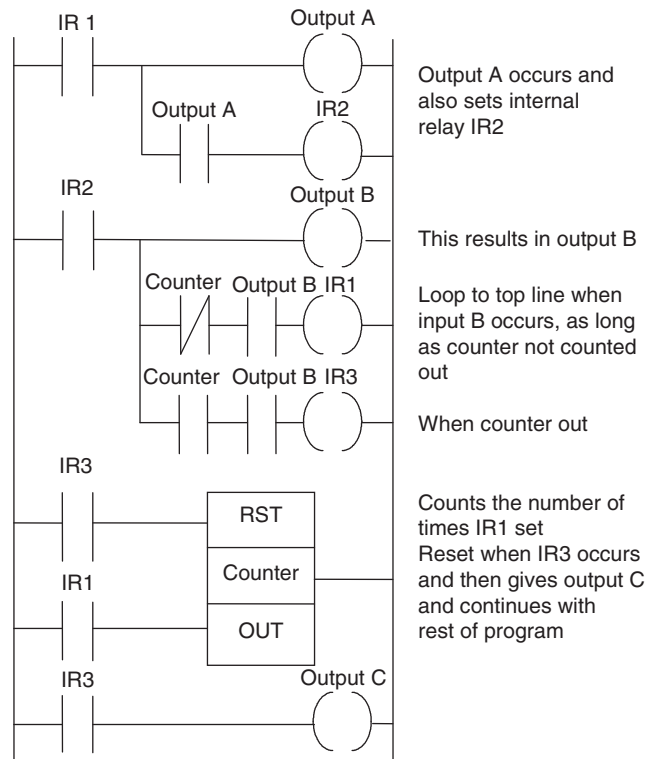 IR 1
Output A
Output A
IR2
Output A occurs and
also sets internal
relay IR2
IR2
Output B
This results in output B
Counter
Output B
IR1
Loop to top line when
input B occurs, as long
as counter not counted
out
Counter
Output B
IR3
When counter out
IR3
RST
Counter
IR1
OUT
Counts the number of
times IR1 set
Reset when IR3 occurs
and then gives output C
and continues with
rest of program
IR3
Output C